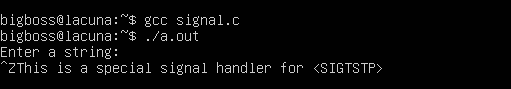 bigboss@lacuna:~$ gcc signal.c
bigboss@lacuna:~$ ./a.out
Enter a string:
^ZThis is a special signal handler for <SIGTSTP>